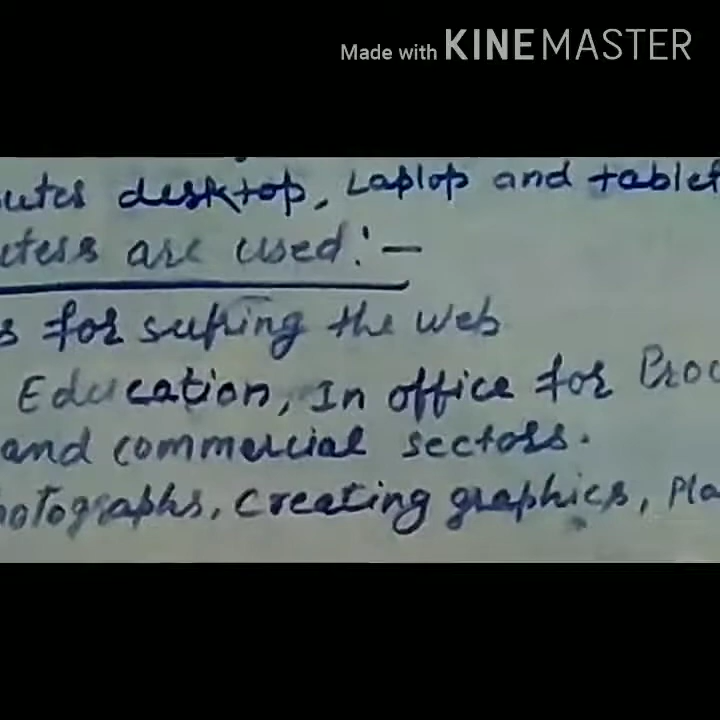 Made with KINEMASTER
desktop, Laplop and tablet
are used:-
for sufing the web
Education, In office for
and commercial sectors.
Creating graphics,